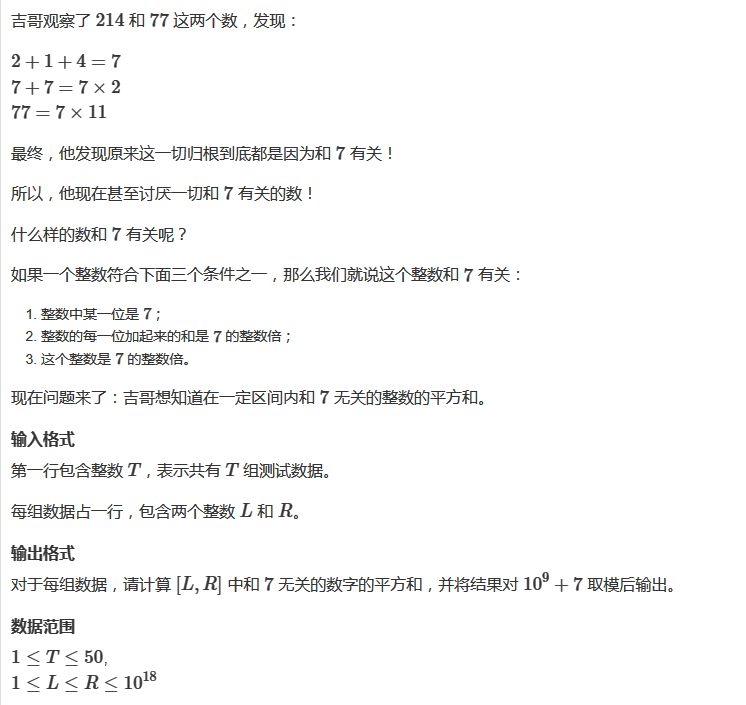 吉哥观察了 214 和 77 这两个数，发现：
2 + 1 + 4 = 7
7 + 7 = 7 × 2
77 = 7 × 11
最终，他发现原来这一切归根到底都是因为和 7 有关！
所以，他现在甚至讨厌一切和 7 有关的数！
什么样的数和 7 有关呢？
如果一个整数符合下面三个条件之一，那么我们就说这个整数和 7 有关：
1. 整数中某一位是 7；
2. 整数的每一位加起来的和是 7 的整数倍；
3. 这个整数是 7 的整数倍。
现在问题来了：吉哥想知道在一定区间内和 7 无关的整数的平方和。
输入格式
第一行包含整数 T，表示共有 T 组测试数据。
每组数据占一行，包含两个整数 L 和 R。
输出格式
对于每组数据，请计算 [L, R] 中和 7 无关的数字的平方和，并将结果对 10^9 + 7 取模后输出。
数据范围
1 ≤ T ≤ 50,
1 ≤ L ≤ R ≤ 10^18